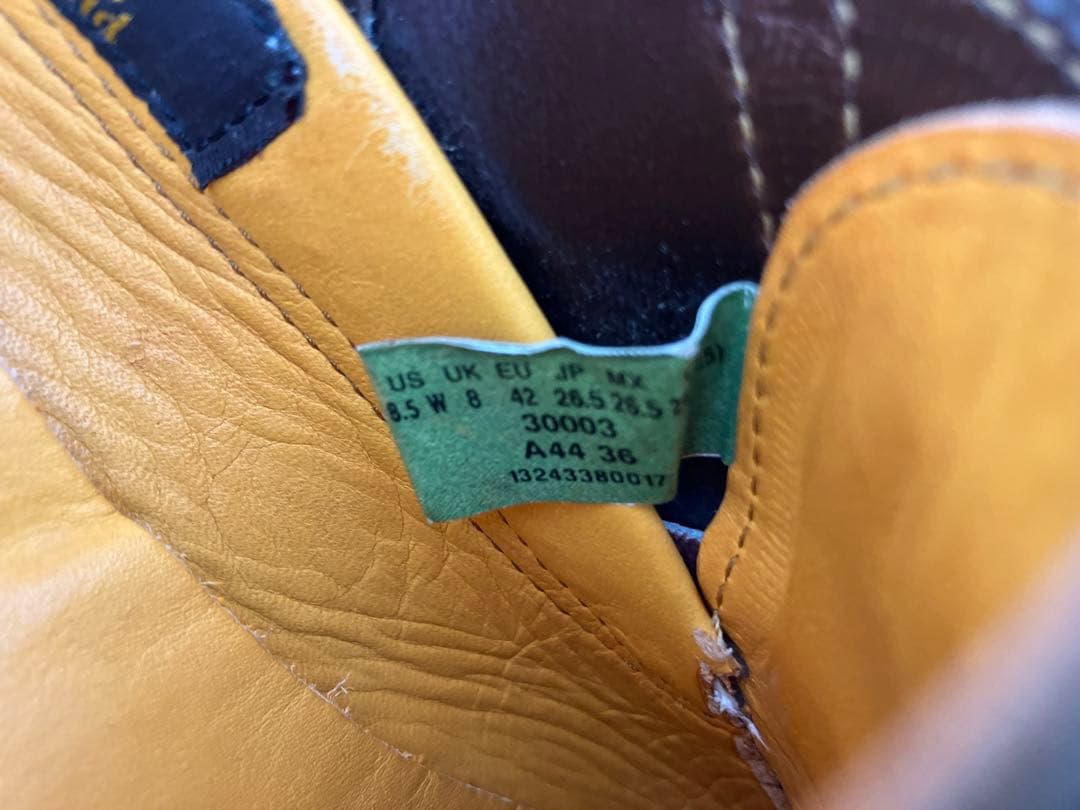 US UK EU JP MX
8.5 W 8 42 26.5 26.5
30003
A44 36
13243380017